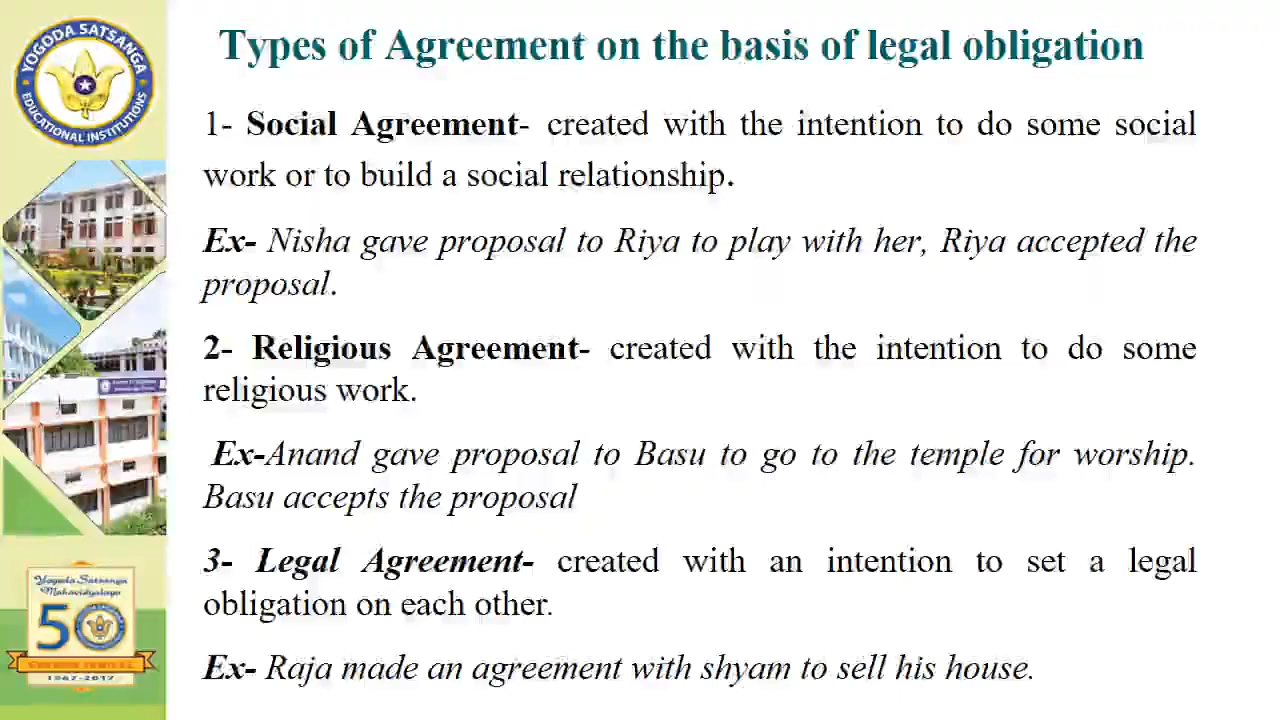 YOGODA SATSANGA
EDUCATIONAL INSTITUTIONS
Types of Agreement on the basis of legal obligation
1- Social Agreement- created with the intention to do some social
work or to build a social relationship.
Ex- Nisha gave proposal to Riya to play with her, Riya accepted the
proposal.
2- Religious Agreement- created with the intention to do some
religious work.
Ex-Anand gave proposal to Basu to go to the temple for worship.
Basu accepts the proposal
3- Legal Agreement- created with an intention to set a legal
obligation on each other.
Ex- Raja made an agreement with shyam to sell his house.
Yogoda Satsanga
Mahavidyalaya
50
1967-2017